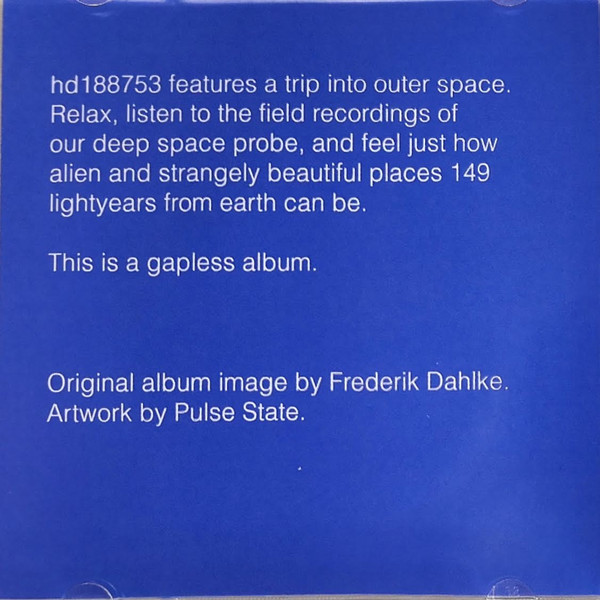 hd188753 features a trip into outer space.
Relax, listen to the field recordings of
our deep space probe, and feel just how
alien and strangely beautiful places 149
lightyears from earth can be.
This is a gapless album.
Original album image by Frederik Dahlke.
Artwork by Pulse State.